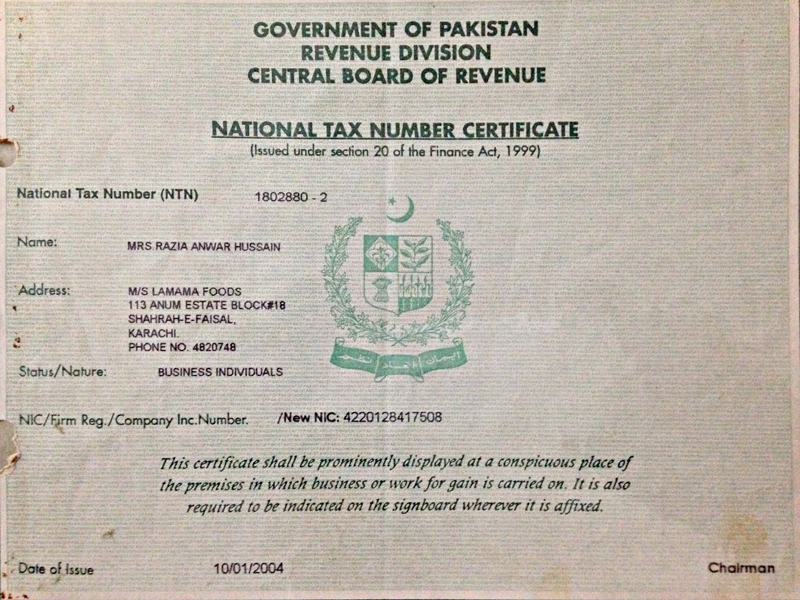 GOVERNMENT OF PAKISTAN
REVENUE DIVISION
CENTRAL BOARD OF REVENUE
NATIONAL TAX NUMBER CERTIFICATE
(Issued under section 20 of the Finance Act, 1999)
National Tax Number (NTN) 1802880 - 2
Name: MRS.RAZIA ANWAR HUSSAIN
Address: M/S LAMAMA FOODS
113 ANUM ESTATE BLOCK#18
SHAHRAH-E-FAISAL,
KARACHI.
PHONE NO. 4820748
ایمان اتحاد نظم
Status/Nature: BUSINESS INDIVIDUALS
NIC/Firm Reg./Company Inc.Number. /New NIC: 4220128417508
This certificate shall be prominently displayed at a conspicuous place of
the premises in which business or work for gain is carried on. It is also
required to be indicated on the signboard wherever it is affixed.
Date of Issue 10/01/2004
Chairman